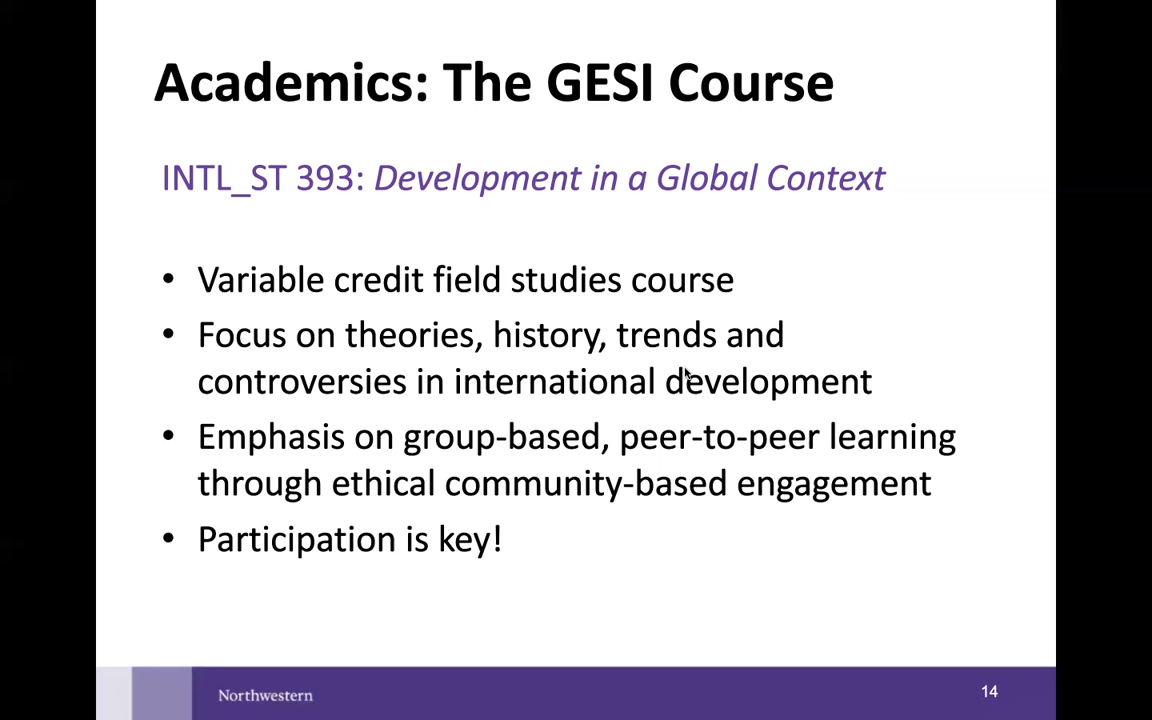 Academics: The GESI Course
INTL_ST 393: Development in a Global Context
• Variable credit field studies course
• Focus on theories, history, trends and
controversies in international development
• Emphasis on group-based, peer-to-peer learning
through ethical community-based engagement
• Participation is key!
Northwestern
14